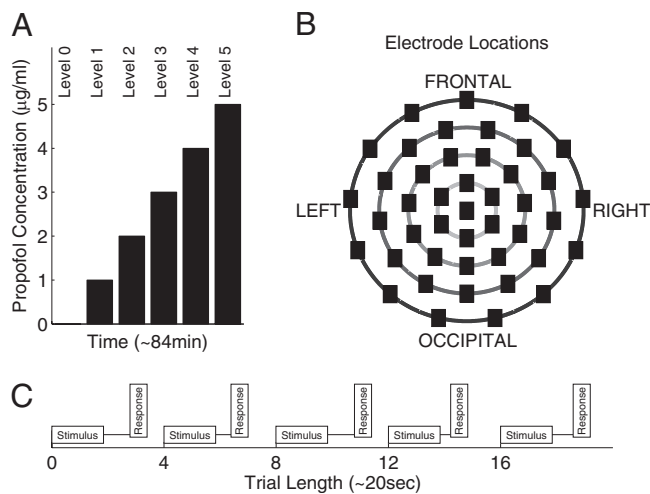 A
Level 0
Level 1
Level 2
Level 3
Level 4
Level 5
Propofol Concentration (μg/ml)
5
4
3
2
1
0
Time (~84min)
B
Electrode Locations
FRONTAL
LEFT
RIGHT
OCCIPITAL
C
Stimulus
Response
Stimulus
Response
Stimulus
Response
Stimulus
Response
Stimulus
Response
0
4
8
12
16
Trial Length (~20sec)